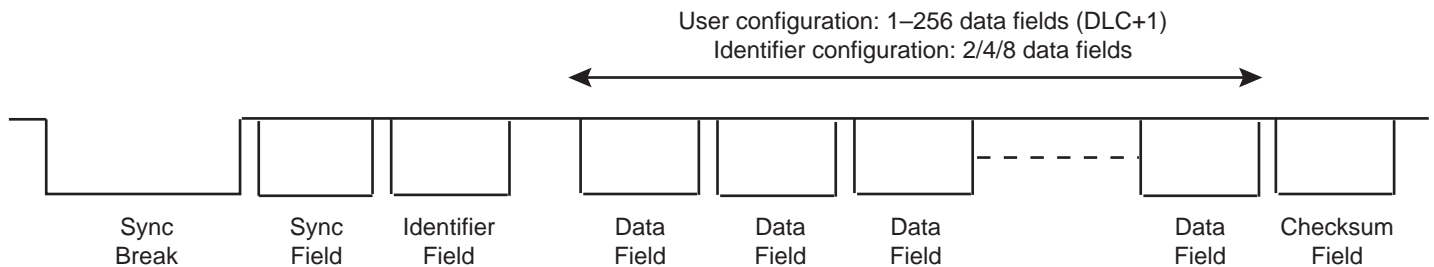 User configuration: 1–256 data fields (DLC+1)
Identifier configuration: 2/4/8 data fields
Sync
Break
Sync
Field
Identifier
Field
Data
Field
Data
Field
Data
Field
Data
Field
Checksum
Field